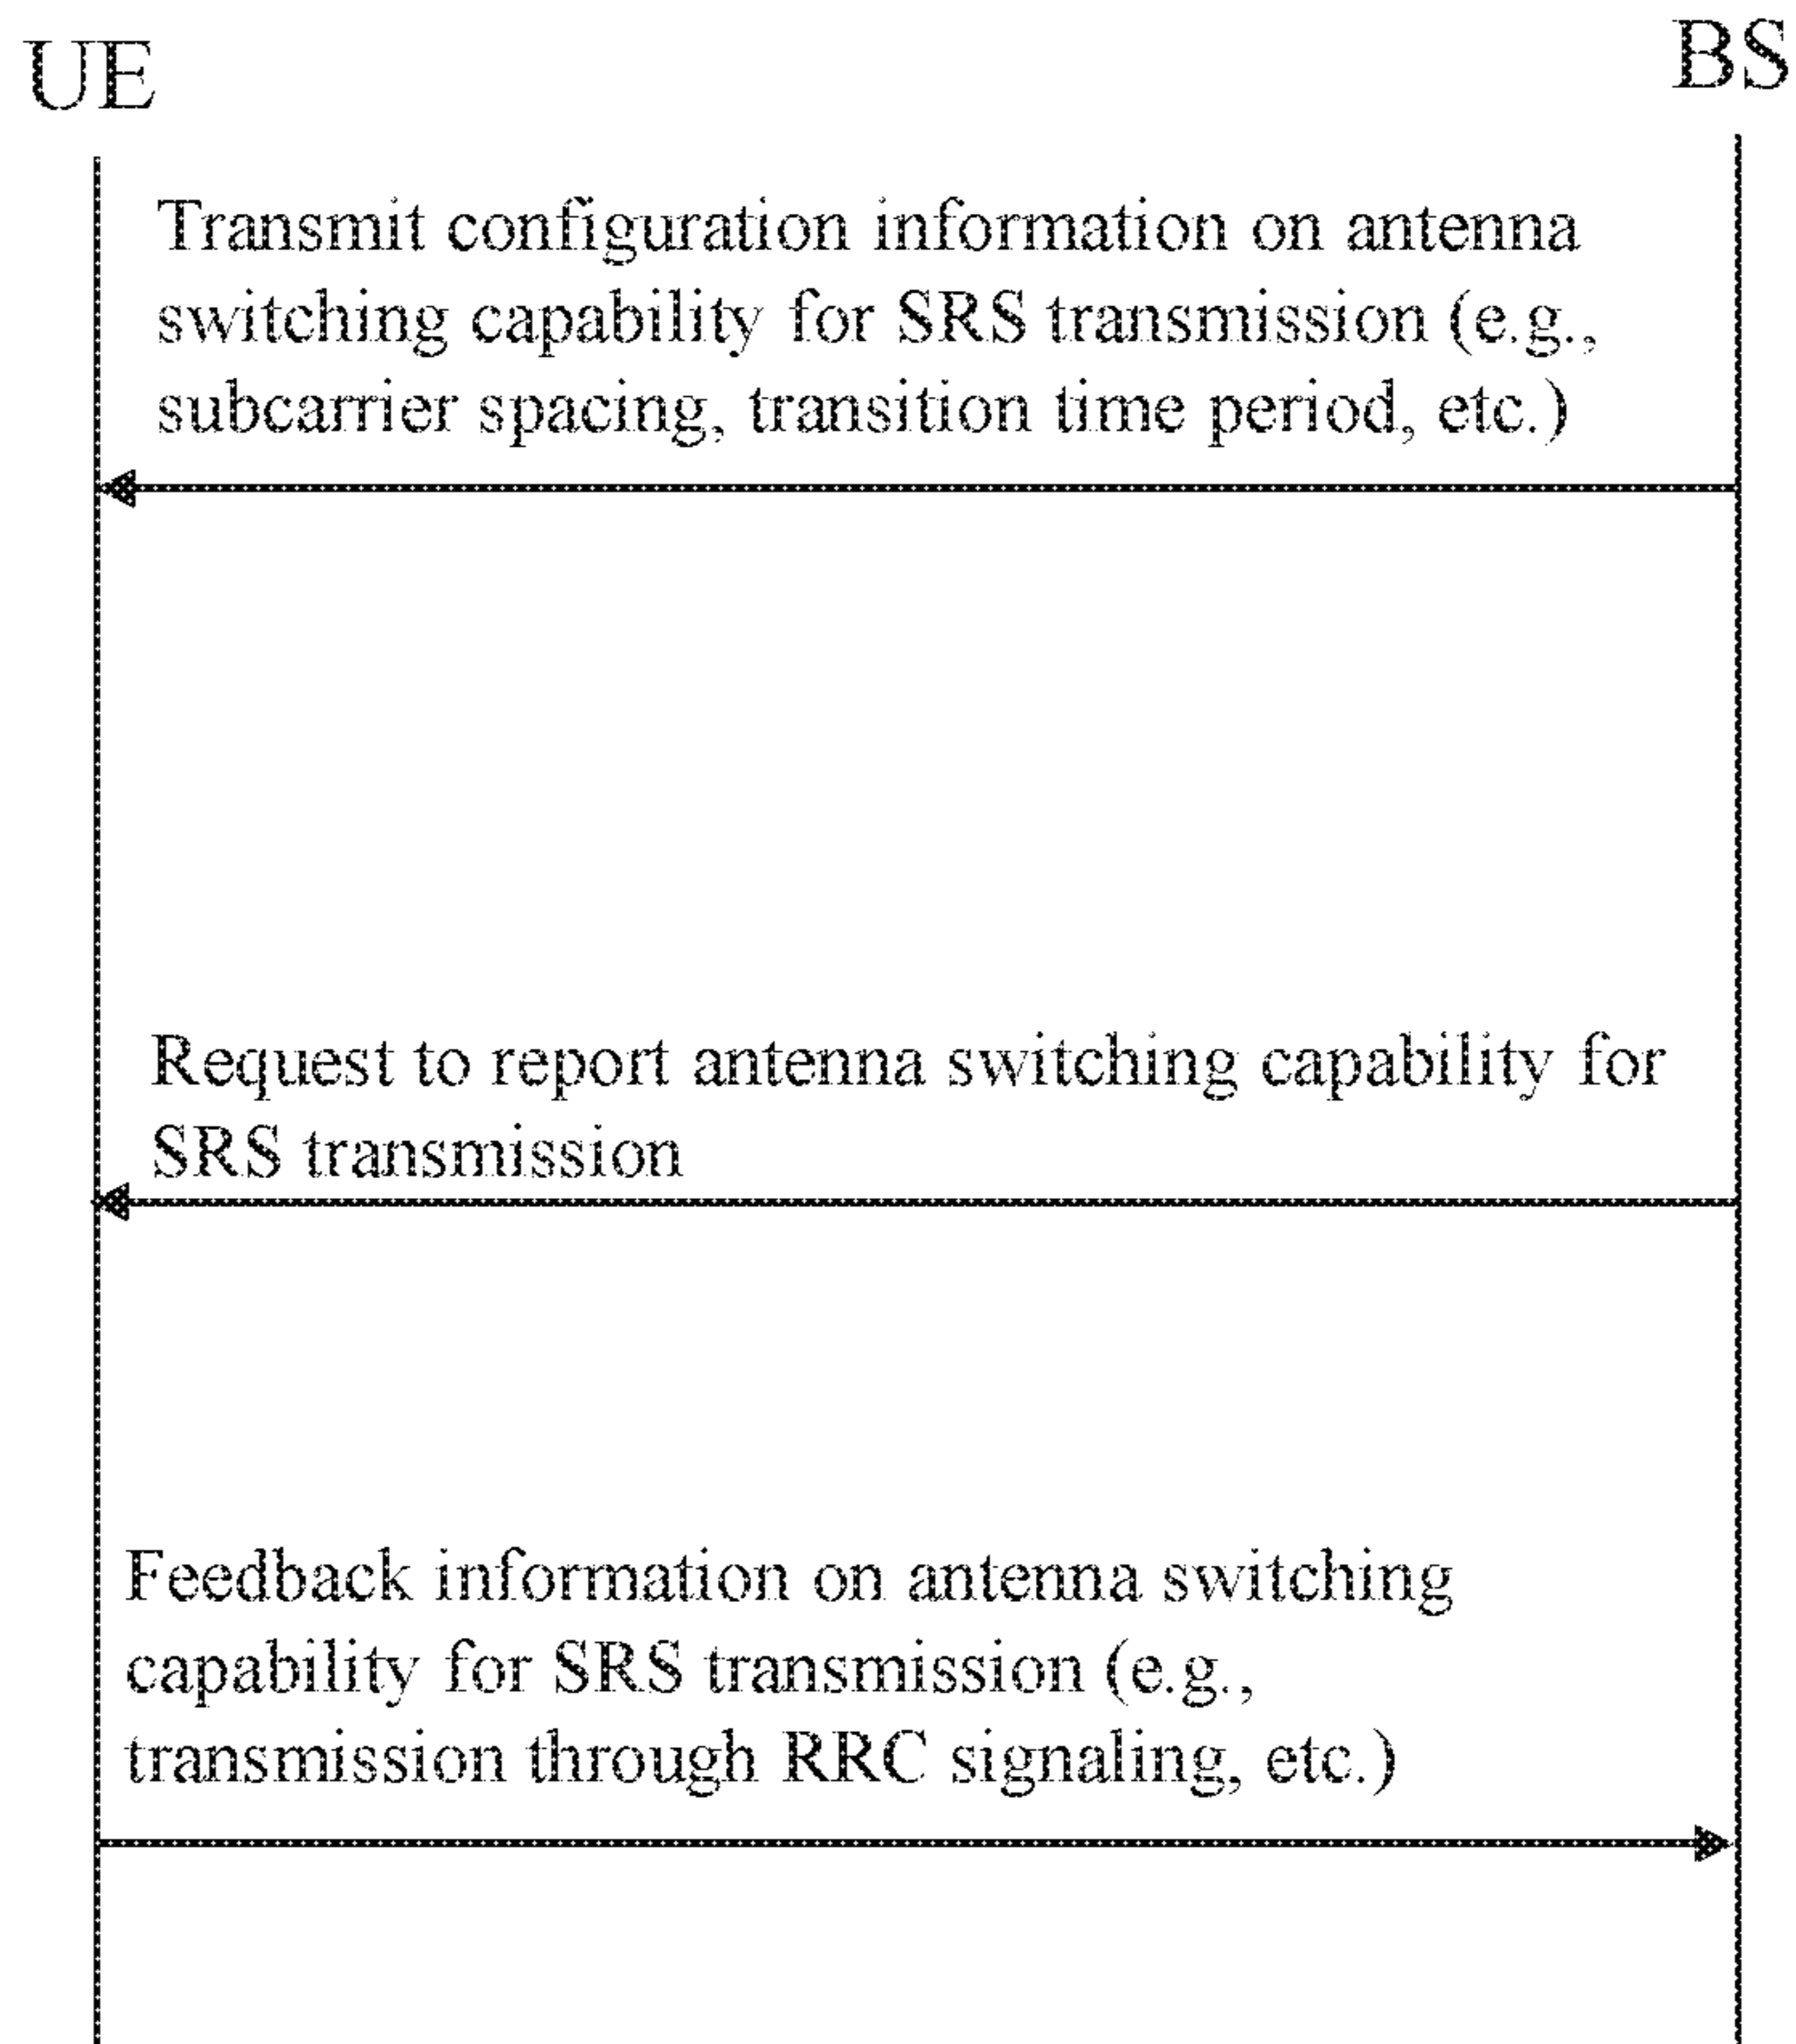 UE
BS
Transmit configuration information on antenna
switching capability for SRS transmission (e.g.,
subcarrier spacing, transition time period, etc.)
Request to report antenna switching capability for
SRS transmission
Feedback information on antenna switching
capability for SRS transmission (e.g.,
transmission through RRC signaling, etc.)